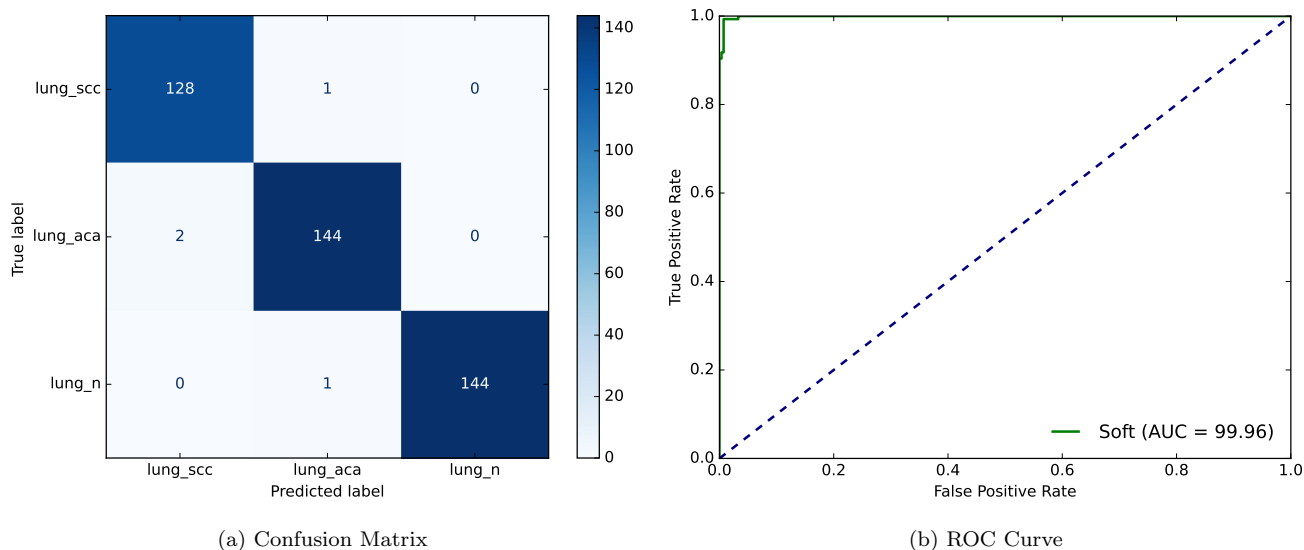 lung_scc
lung_aca
lung_n
True label
128 1 0
2 144 0
0 1 144
lung_scc lung_aca lung_n
Predicted label
140
120
100
80
60
40
20
0
(a) Confusion Matrix
True Positive Rate
1.0
0.8
0.6
0.4
0.2
0.0
Soft (AUC = 99.96)
0.0 0.2 0.4 0.6 0.8 1.0
False Positive Rate
(b) ROC Curve